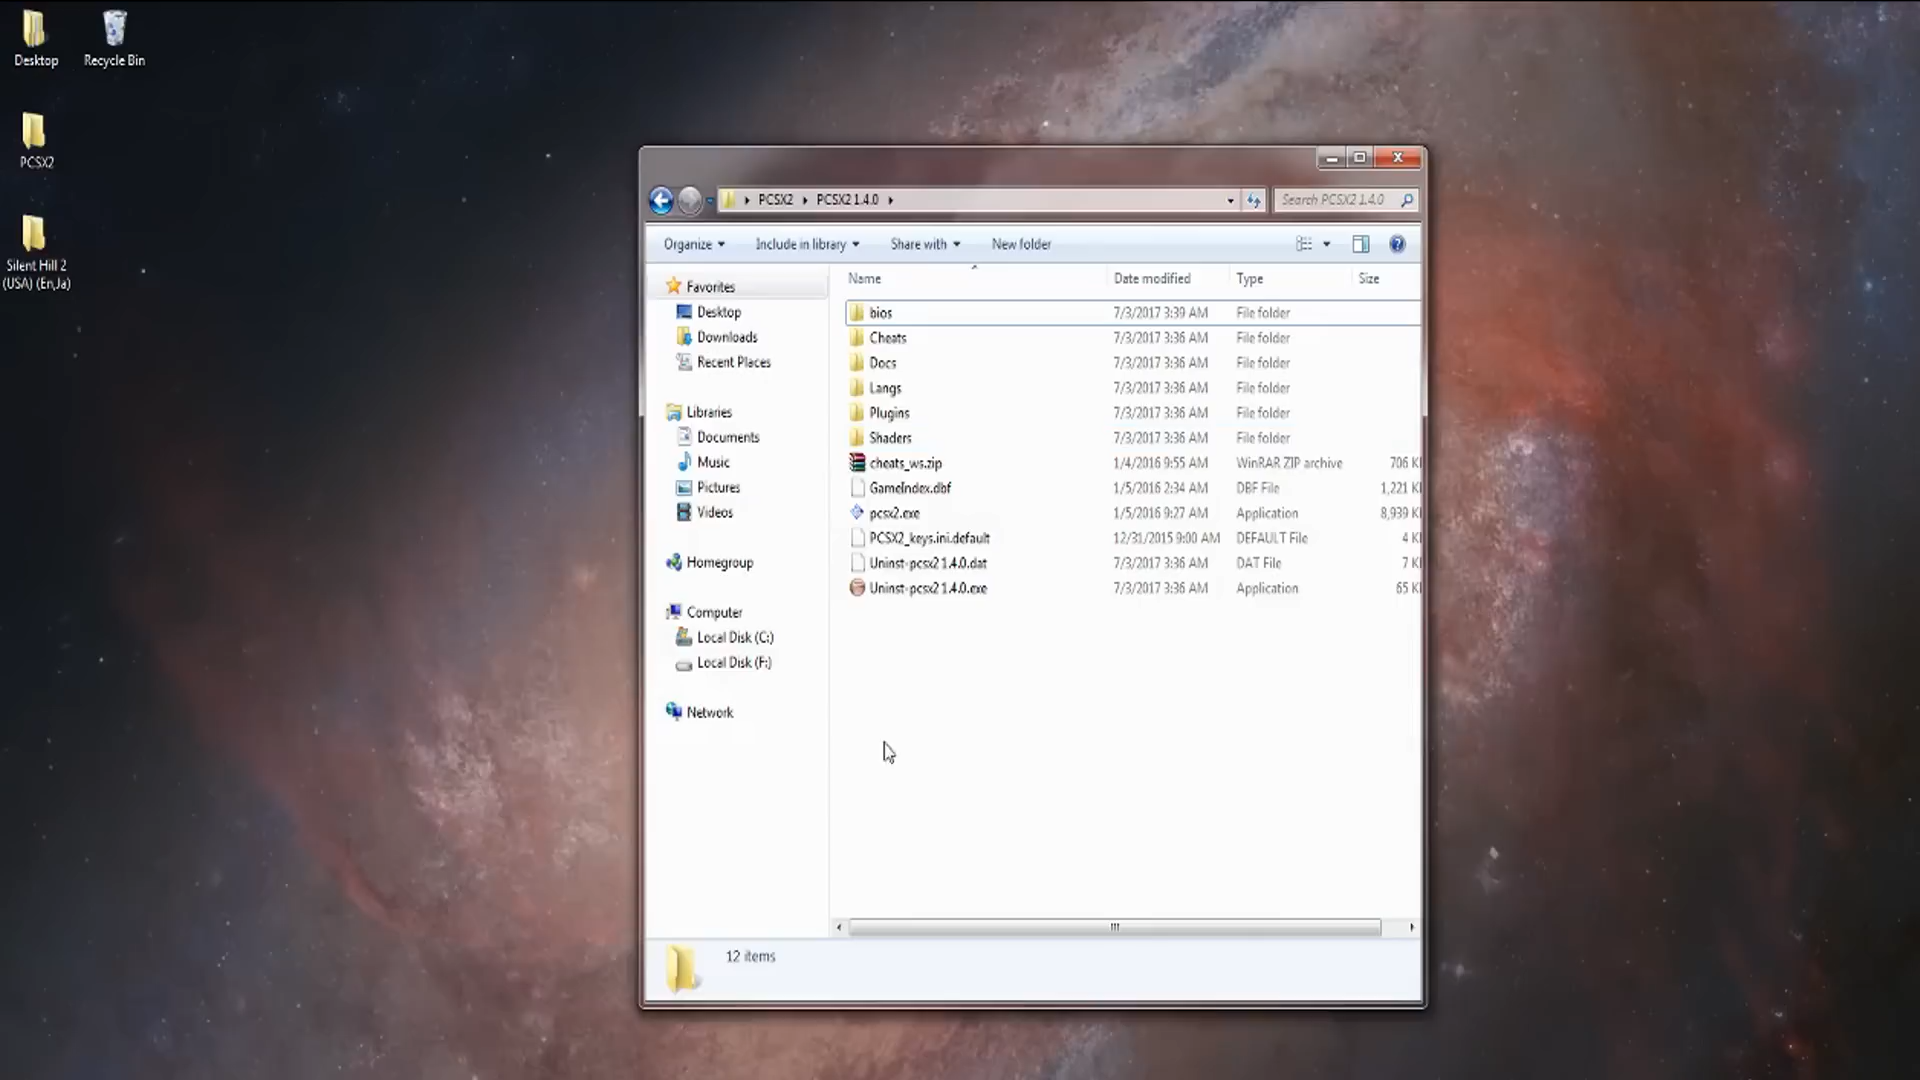 Desktop
Recycle Bin
PCSX2
Silent Hill 2
(USA) (En,Ja)
PCSX2 PCSX2 1.4.0
Search PCSX2 1.4.0
Organize Include in library Share with New folder
Name Date modified Type Size
Favorites
Desktop
Downloads
Recent Places
Libraries
Documents
Music
Pictures
Videos
Homegroup
Computer
Local Disk (C:)
Local Disk (F:)
Network
bios 7/3/2017 3:39 AM File folder
Cheats 7/3/2017 3:36 AM File folder
Docs 7/3/2017 3:36 AM File folder
Langs 7/3/2017 3:36 AM File folder
Plugins 7/3/2017 3:36 AM File folder
Shaders 7/3/2017 3:36 AM File folder
cheats_ws.zip 1/4/2016 9:55 AM WinRAR ZIP archive 706 K
GameIndex.dbf 1/5/2016 2:34 AM DBF File 1,221 K
pcsx2.exe 1/5/2016 9:27 AM Application 8,939 K
PCSX2_keys.ini.default 12/31/2015 9:00 AM DEFAULT File 4 K
Uninst-pcsx2 1.4.0.dat 7/3/2017 3:36 AM DAT File 7 K
Uninst-pcsx2 1.4.0.exe 7/3/2017 3:36 AM Application 65 K
12 items